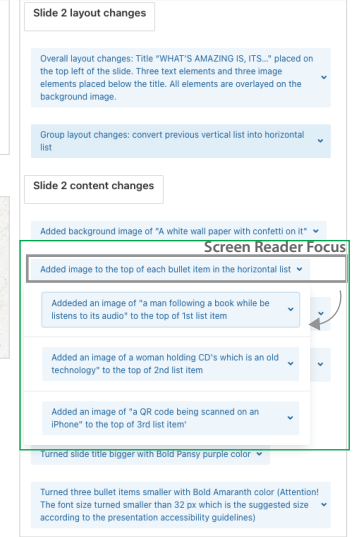 Slide 2 layout changes
Overall layout changes: Title "WHAT'S AMAZING IS, ITS..." placed on
the top left of the slide. Three text elements and three image
elements placed below the title. All elements are overlayed on the
background image.
Group layout changes: convert previous vertical list into horizontal
list
Slide 2 content changes
Added background image of "A white wall paper with confetti on it"
Screen Reader Focus
Added image to the top of each bullet item in the horizontal list
Addeded an image of "a man following a book while be
listens to its audio" to the top of 1st list item
Added an image of a woman holding CD's which is an old
technology" to the top of 2nd list item
Added an image of "a QR code being scanned on an
iPhone" to the top of 3rd list item'
Turned slide title bigger with Bold Pansy purple color
Turned three bullet items smaller with Bold Amaranth color (Attention!
The font size turned smaller than 32 px which is the suggested size
according to the presentation accessibility guidelines)